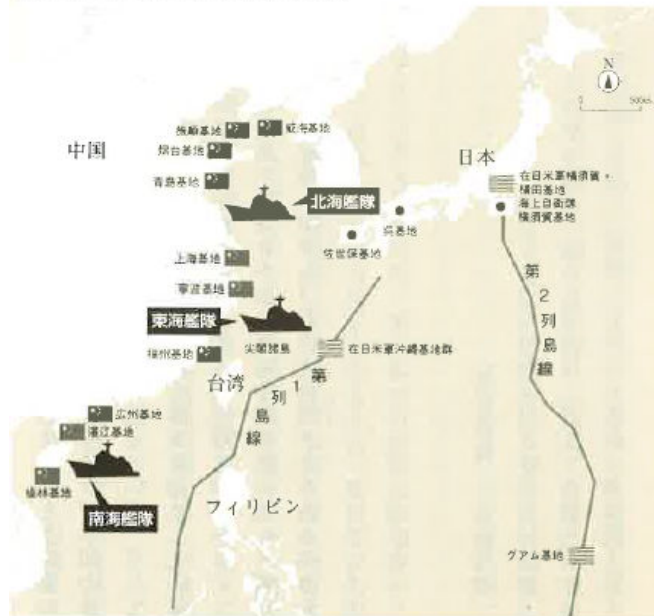 N
0 500km
中国
日本
旅順基地
威海基地
烟台基地
青島基地
北海艦隊
在日米軍横須賀・
横田基地
海上自衛隊
横須賀基地
呉基地
佐世保基地
上海基地
寧波基地
東海艦隊
尖閣諸島
福州基地
在日米軍沖縄基地群
台湾
第1列島線
第2列島線
広州基地
湛江基地
楡林基地
南海艦隊
フィリピン
グアム基地